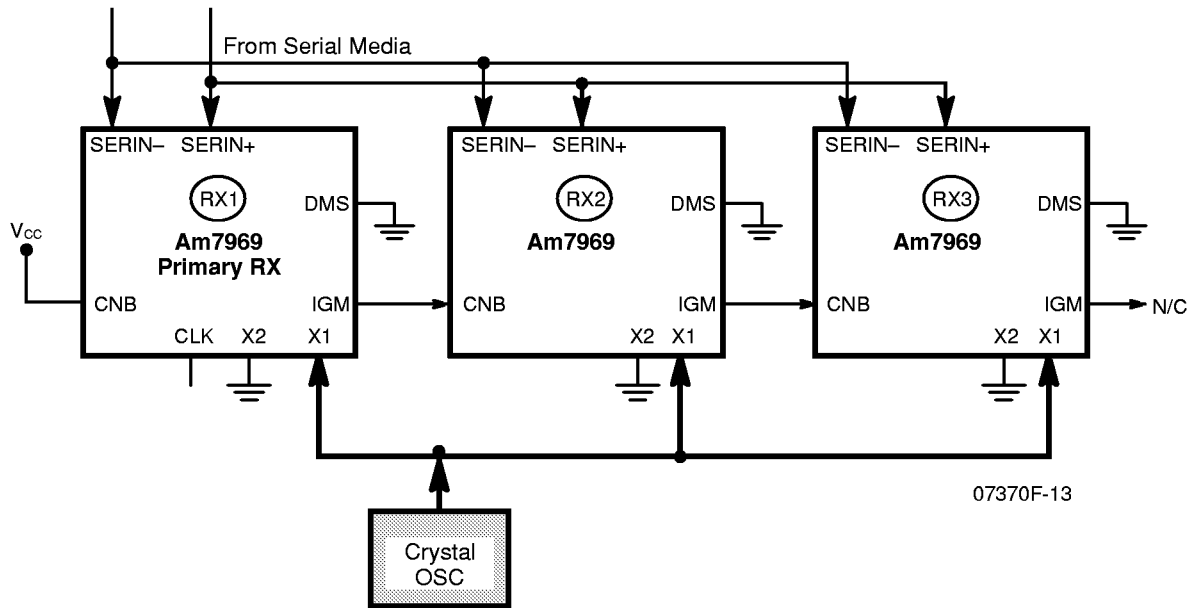 From Serial Media
SERIN– SERIN+
SERIN– SERIN+
SERIN– SERIN+
RX1
DMS
RX2
DMS
RX3
DMS
VCC
Am7969
Primary RX
Am7969
Am7969
CNB
IGM
CNB
IGM
CNB
IGM
N/C
CLK X2 X1
X2 X1
X2 X1
07370F-13
Crystal
OSC